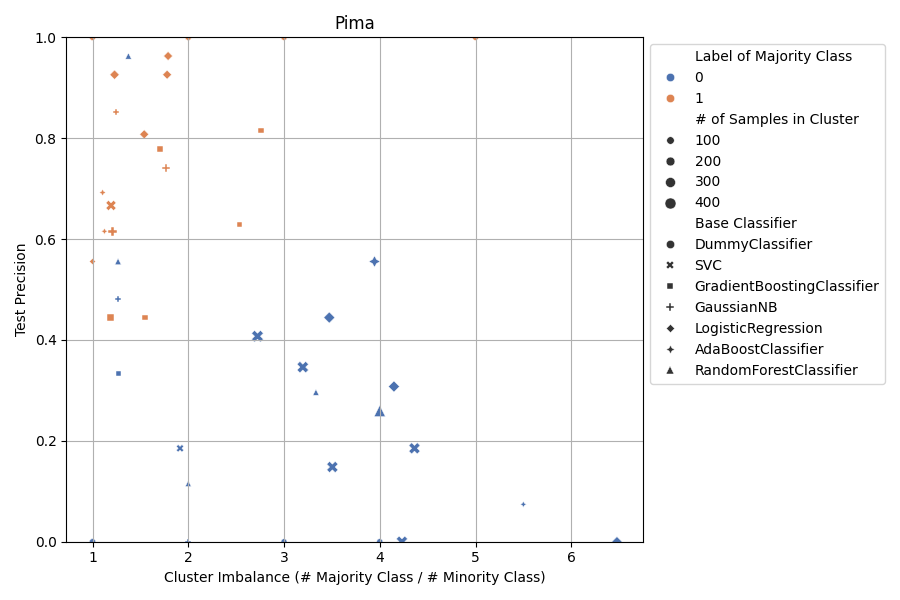 Pima
1.0
0.8
0.6
0.4
0.2
0.0
Test Precision
1
2
3
4
5
6
Cluster Imbalance (# Majority Class / # Minority Class)
Label of Majority Class
0
1
# of Samples in Cluster
100
200
300
400
Base Classifier
DummyClassifier
SVC
GradientBoostingClassifier
GaussianNB
LogisticRegression
AdaBoostClassifier
RandomForestClassifier